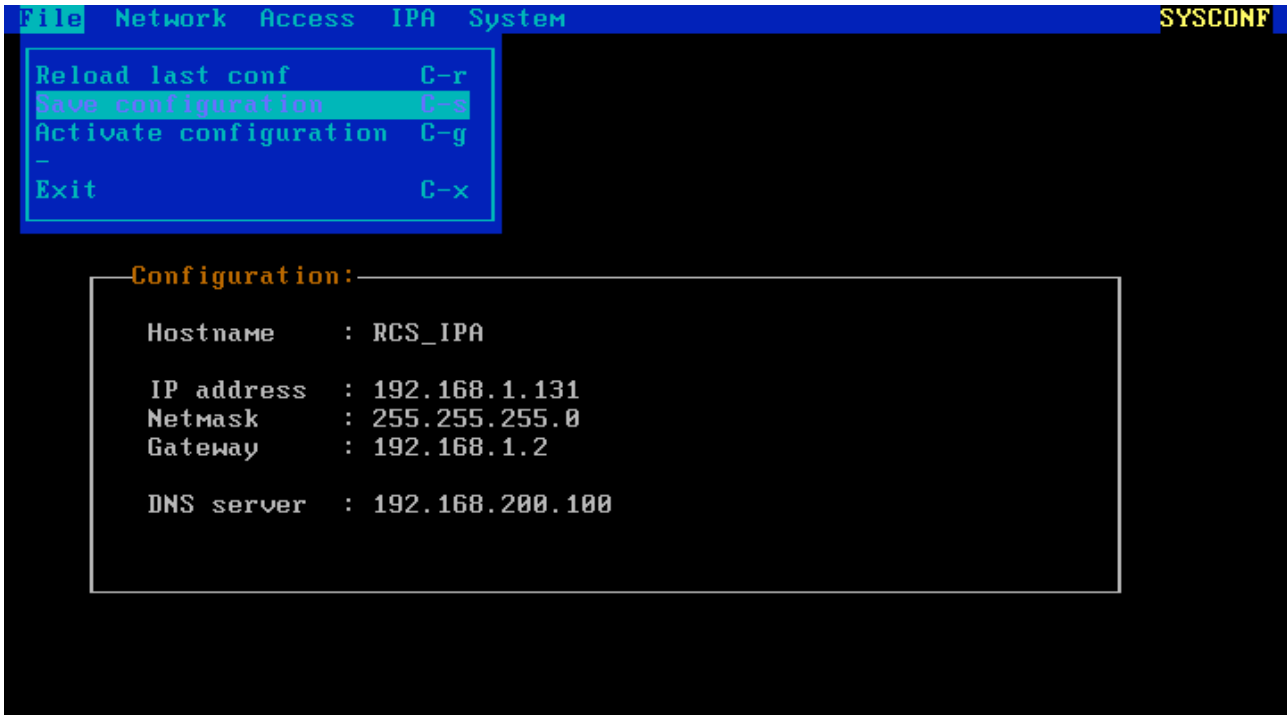 File Network Access IPA System SYSCONF
Reload last conf C-r
Save configuration C-s
Activate configuration C-g
-
Exit C-x
Configuration:
Hostname : RCS_IPA
IP address : 192.168.1.131
Netmask : 255.255.255.0
Gateway : 192.168.1.2
DNS server : 192.168.200.100